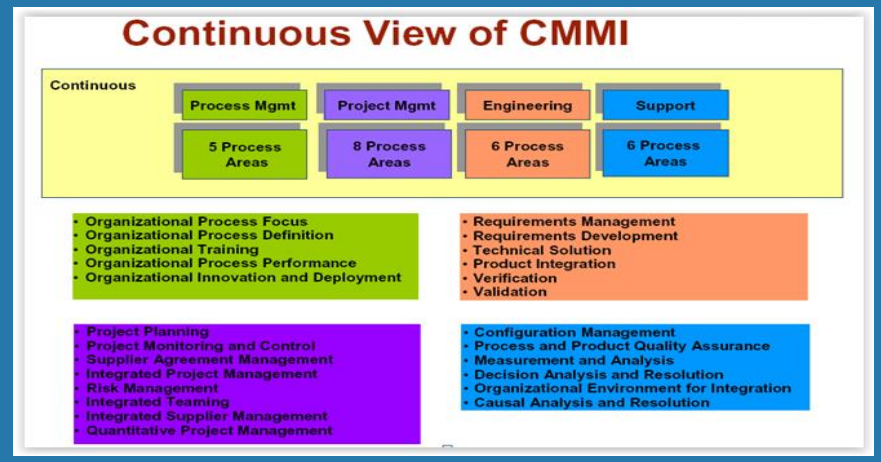 Continuous View of CMMI
Continuous
Process Mgmt
Project Mgmt
Engineering
Support
5 Process
Areas
8 Process
Areas
6 Process
Areas
6 Process
Areas
• Organizational Process Focus
• Organizational Process Definition
• Organizational Training
• Organizational Process Performance
• Organizational Innovation and Deployment
• Requirements Management
• Requirements Development
• Technical Solution
• Product Integration
• Verification
• Validation
• Project Planning
• Project Monitoring and Control
• Supplier Agreement Management
• Integrated Project Management
• Risk Management
• Integrated Teaming
• Integrated Supplier Management
• Quantitative Project Management
• Configuration Management
• Process and Product Quality Assurance
• Measurement and Analysis
• Decision Analysis and Resolution
• Organizational Environment for Integration
• Causal Analysis and Resolution